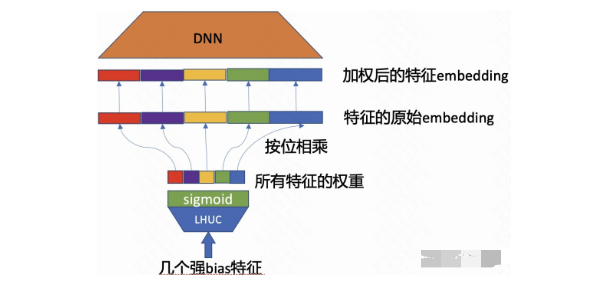 DNN
加权后的特征embedding
特征的原始embedding
按位相乘
所有特征的权重
sigmoid
LHUC
几个强bias特征